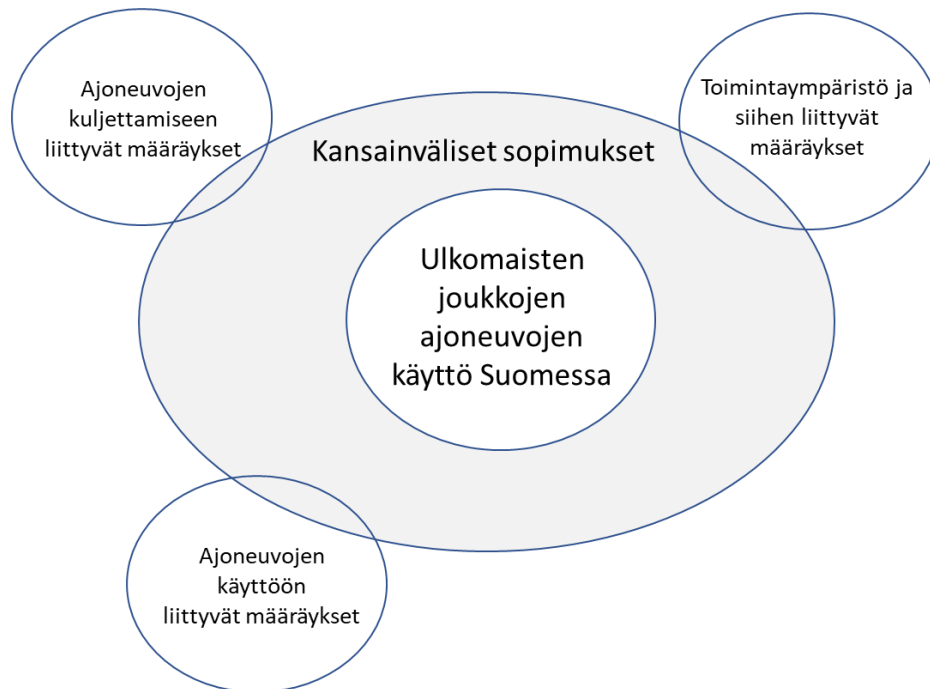 Ajoneuvojen
kuljettamiseen
liittyvät määräykset
Toimintaympäristö ja
siihen liittyvät
määräykset
Kansainväliset sopimukset
Ulkomaisten
joukkojen
ajoneuvojen
käyttö Suomessa
Ajoneuvojen
käyttöön
liittyvät määräykset